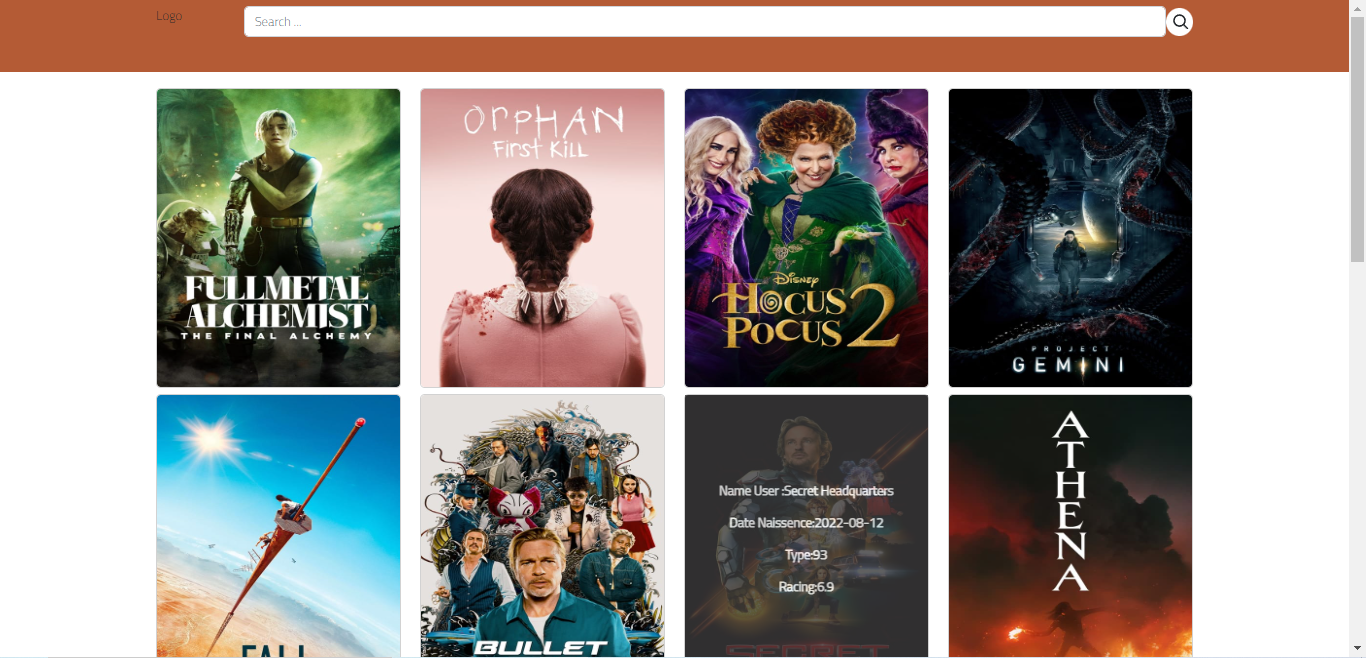 Logo
Search ...
ORPHAN
First Kill
FULLMETAL
ALCHEMIST
THE FINAL ALCHEMY
Disney
HOCUS
POCUS 2
PROJECT
GEMINI
FALL
BULLET
Name User :Secret Headquarters
Date Naissence:2022-08-12
Type:93
Racing:6.9
SECRET
ATHENA